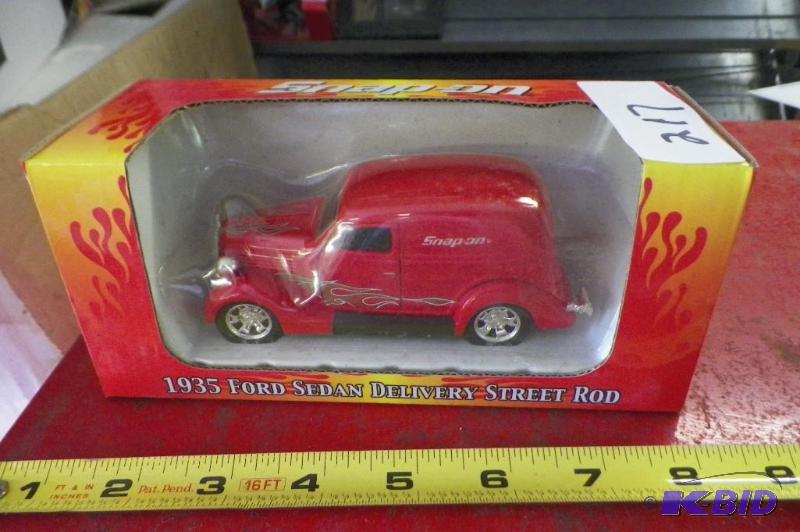 Snap-on
217
Snap-on®
1935 FORD SEDAN DELIVERY STREET ROD
1 FT & IN INCHES 2 Pat. Pend. 3 16FT 4 5 6 7 8 9
K-BID